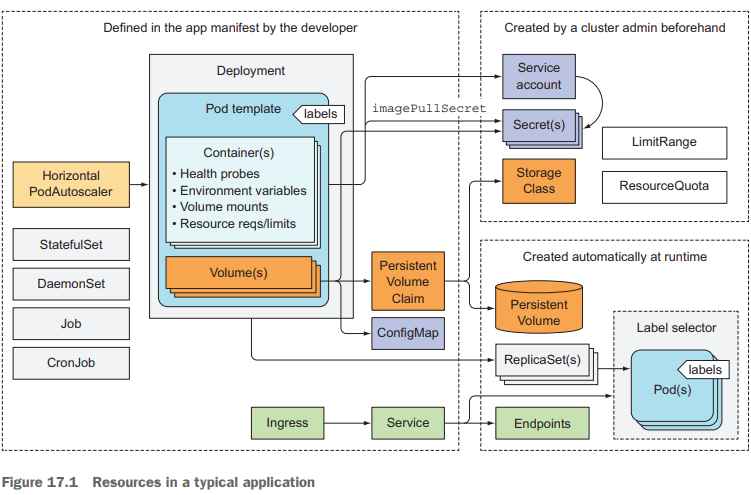 Defined in the app manifest by the developer
Deployment
Pod template
labels
Container(s)
• Health probes
• Environment variables
• Volume mounts
• Resource reqs/limits
Volume(s)
Horizontal
PodAutoscaler
StatefulSet
DaemonSet
Job
CronJob
Persistent
Volume
Claim
ConfigMap
Ingress
Service
imagePullSecret
Created by a cluster admin beforehand
Service
account
Secret(s)
Storage
Class
LimitRange
ResourceQuota
Created automatically at runtime
Persistent
Volume
ReplicaSet(s)
Endpoints
Label selector
labels
Pod(s)
Figure 17.1 Resources in a typical application